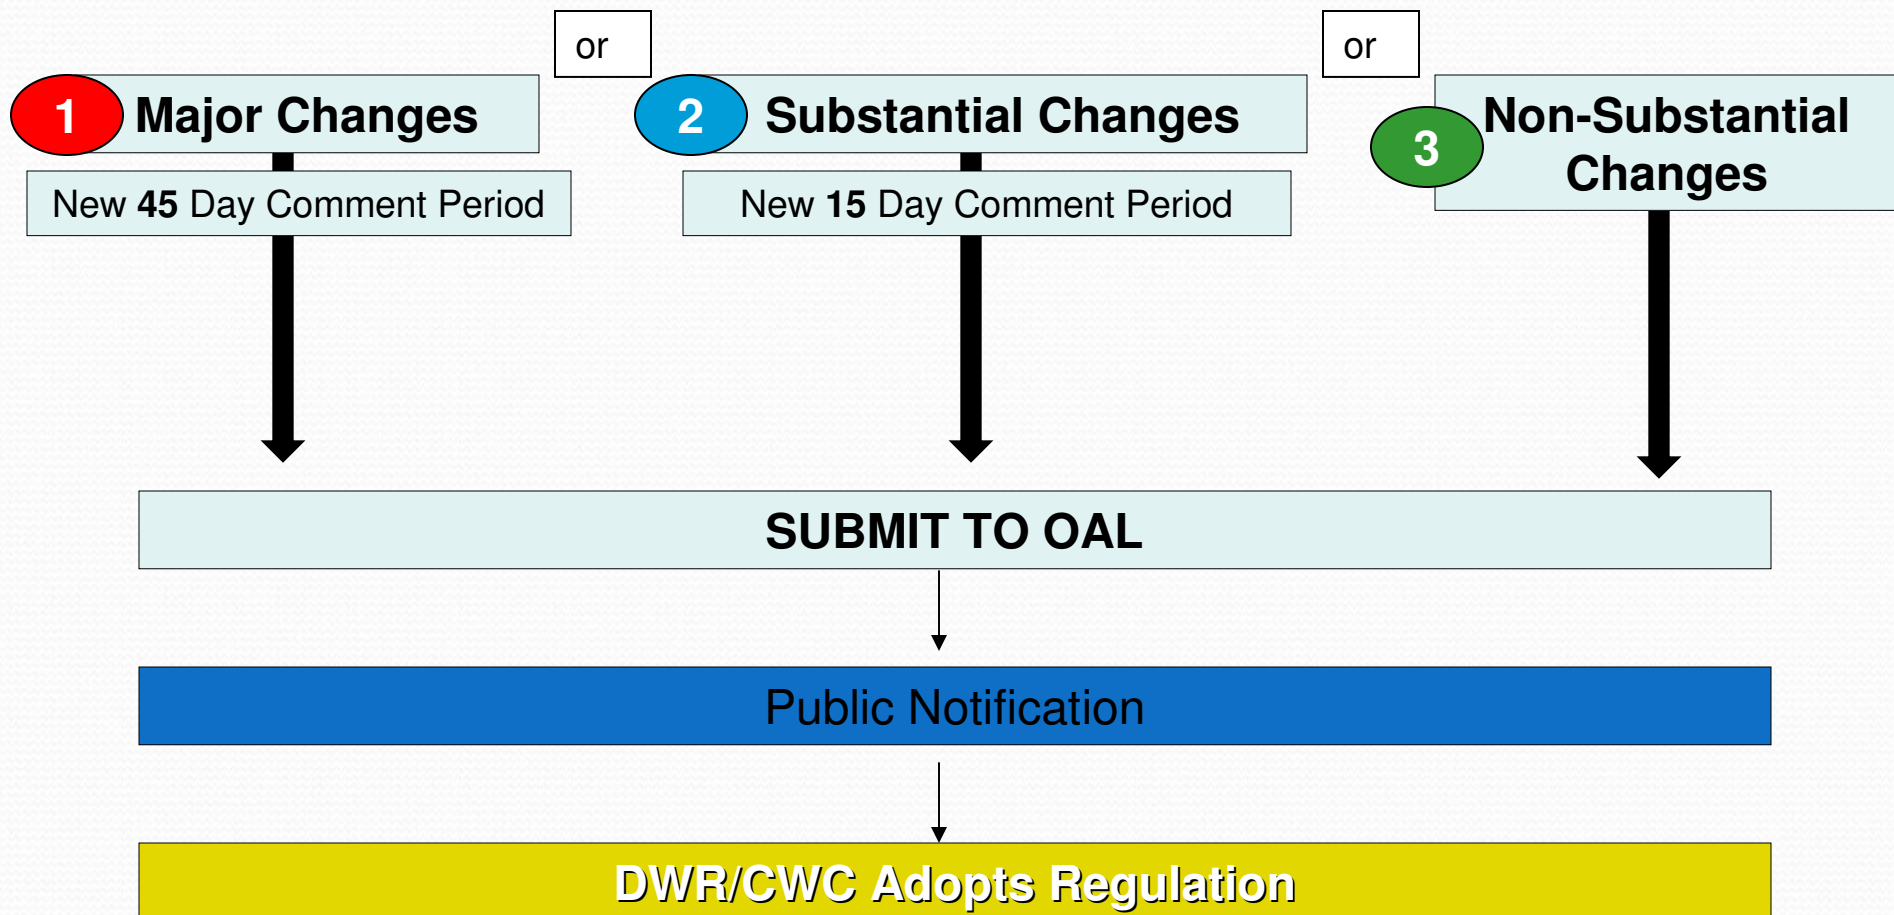 or
or
1 Major Changes
2 Substantial Changes
3 Non-Substantial
Changes
New 45 Day Comment Period
New 15 Day Comment Period
SUBMIT TO OAL
Public Notification
DWR/CWC Adopts Regulation